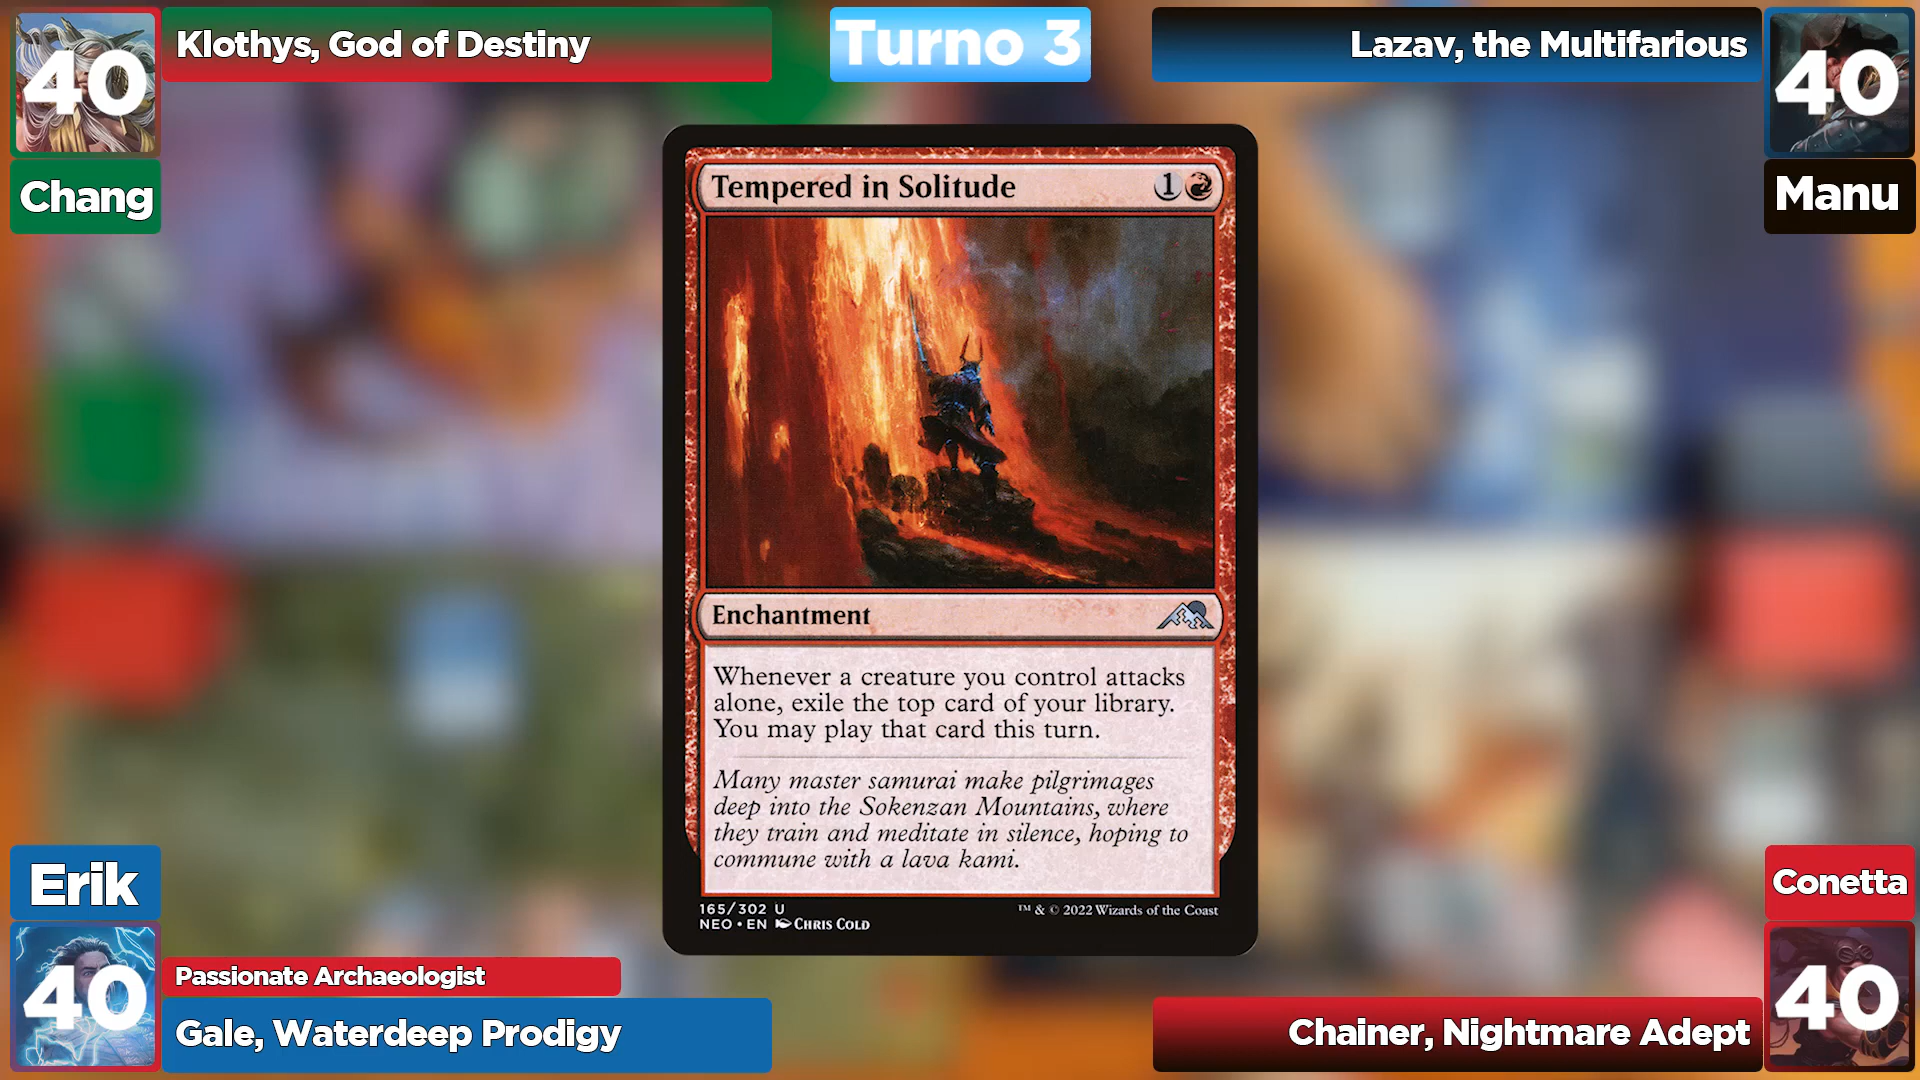 40
Klothys, God of Destiny
Turno 3
Lazav, the Multifarious
40
Chang
Manu
Tempered in Solitude
1
Enchantment
Whenever a creature you control attacks
alone, exile the top card of your library.
You may play that card this turn.
Many master samurai make pilgrimages
deep into the Sokenzan Mountains, where
they train and meditate in silence, hoping to
commune with a lava kami.
165/302 U
NEO • EN Chris Cold
™ & © 2022 Wizards of the Coast
Erik
40
Passionate Archaeologist
Gale, Waterdeep Prodigy
Conetta
Chainer, Nightmare Adept
40